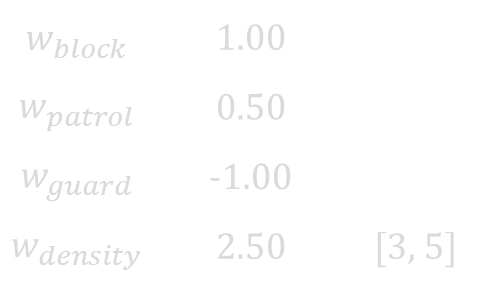 w_block 1.00
w_patrol 0.50
w_guard -1.00
w_density 2.50 [3, 5]